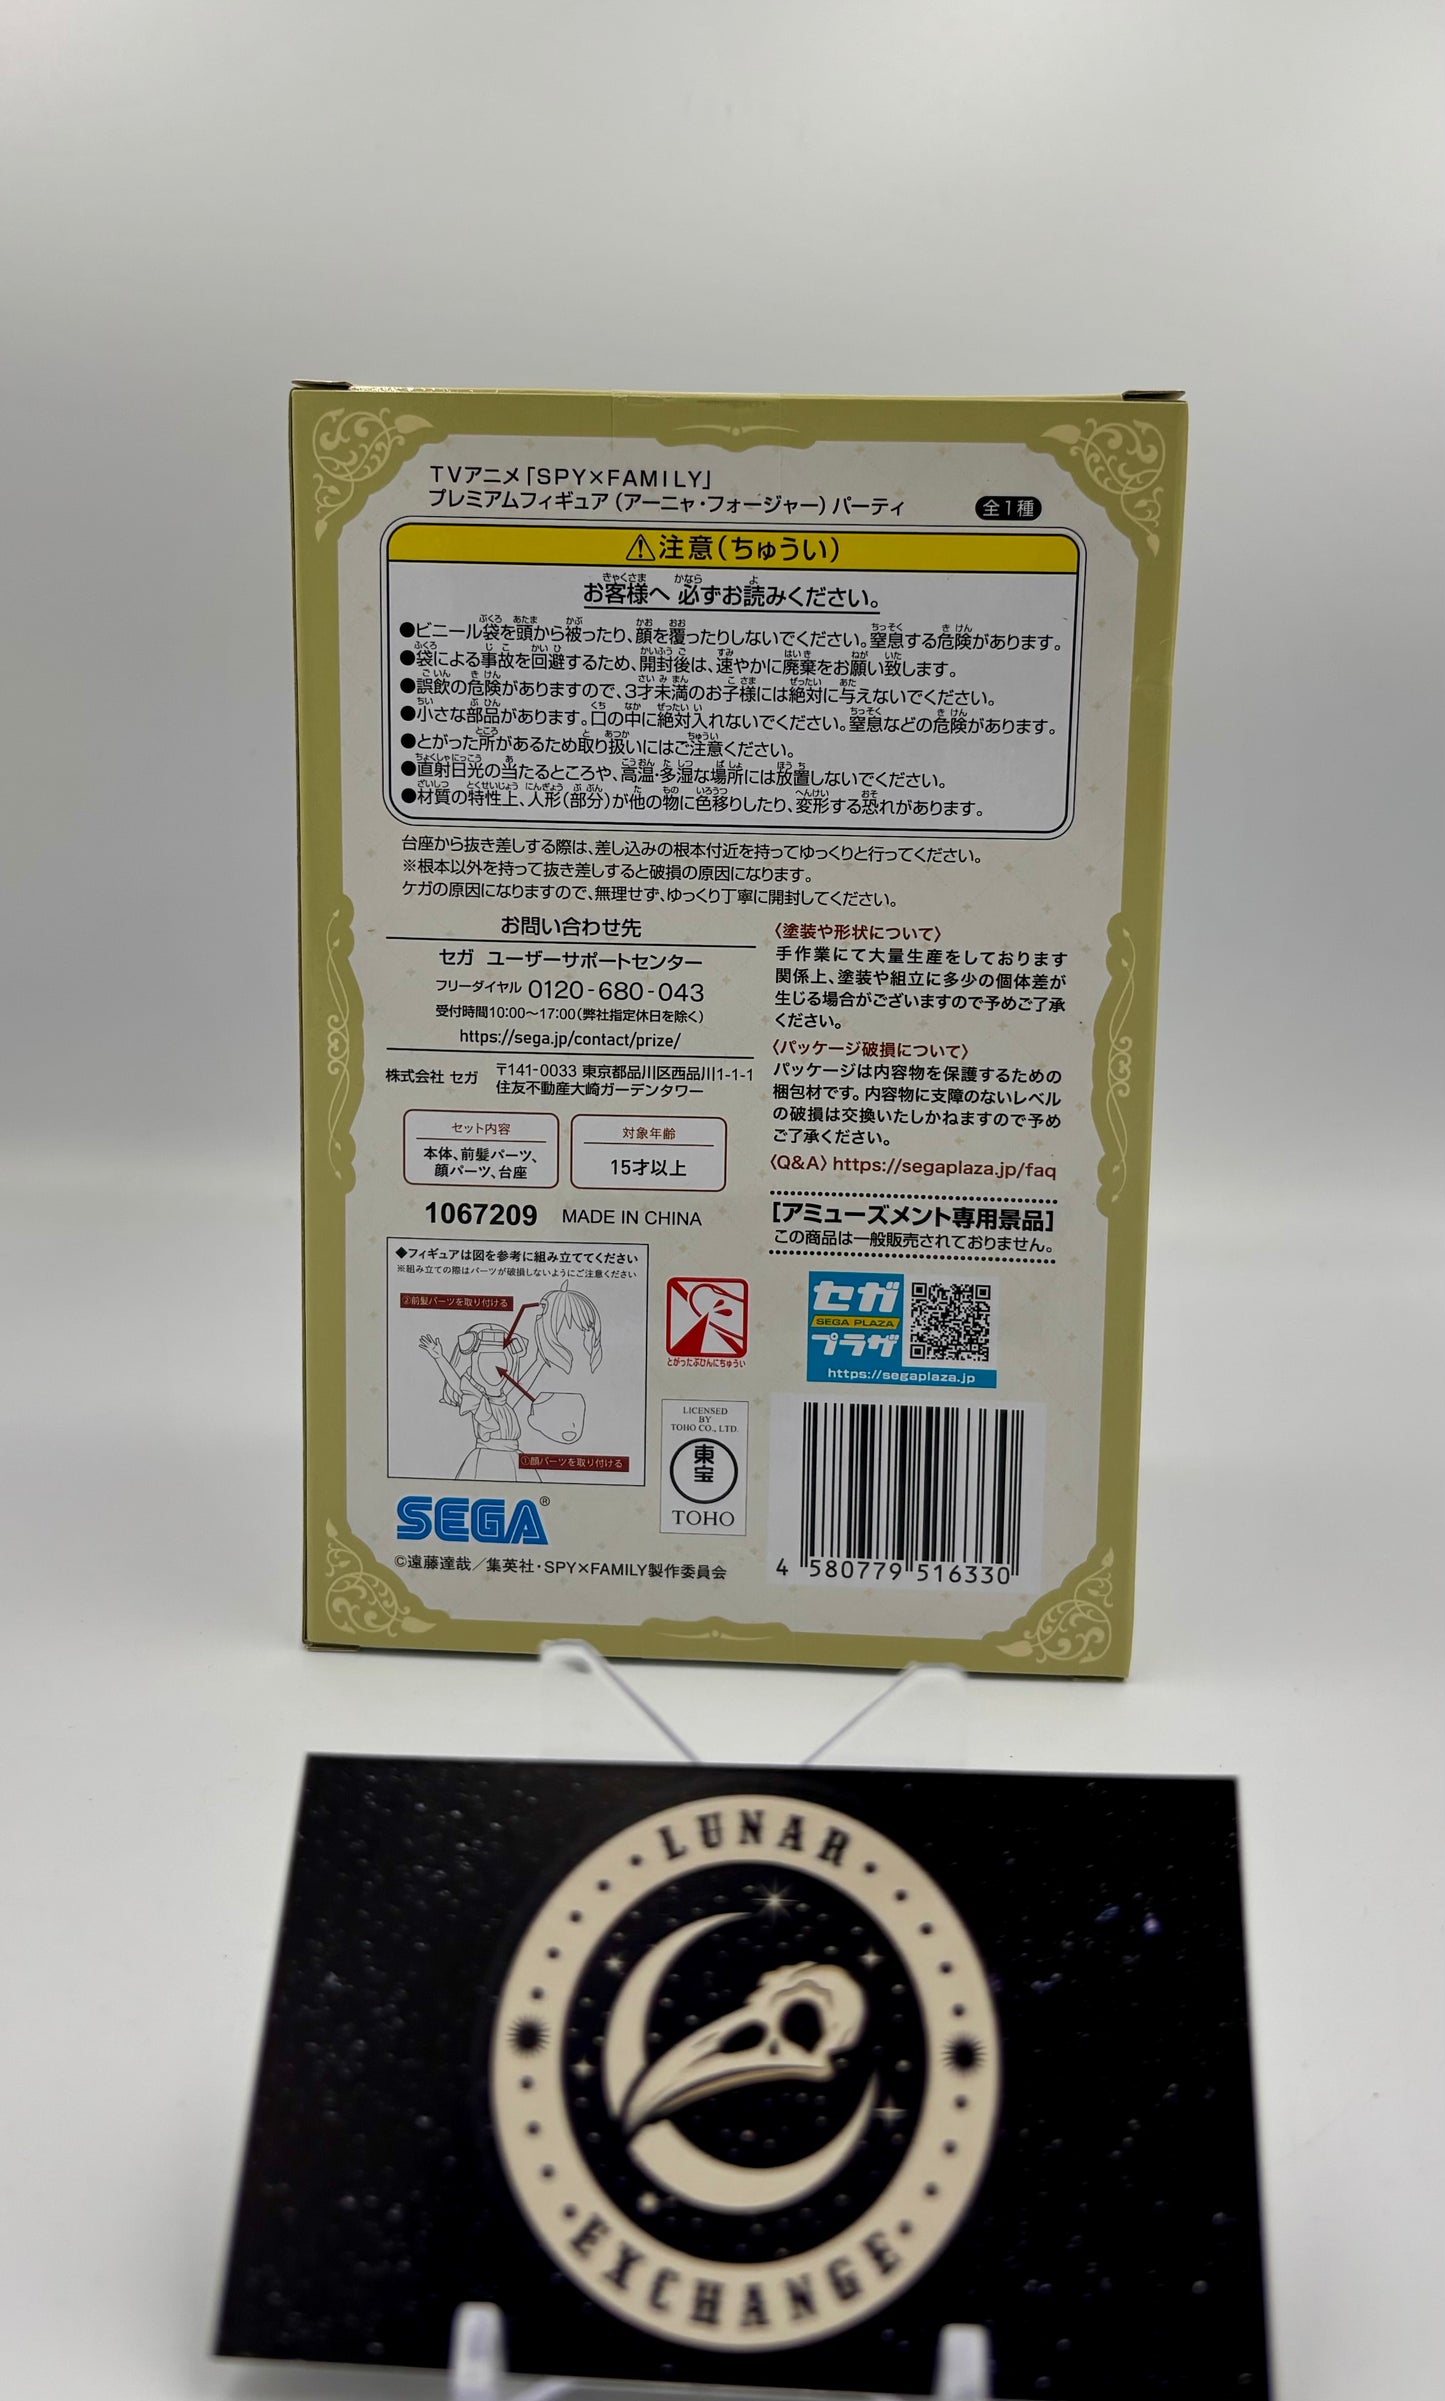 TVアニメ「SPY×FAMILY」
プレミアムフィギュア(アーニャ・フォージャー)パーティ
全1種
⚠注意(ちゅうい)
お客様へ 必ずお読みください。
●ビニール袋を頭から被ったり、顔を覆ったりしないでください。窒息する危険があります。
●袋による事故を回避するため、開封後は、速やかに廃棄をお願い致します。
●誤飲の危険がありますので、3才未満のお子様には絶対に与えないでください。
●小さな部品があります。口の中に絶対入れないでください。窒息などの危険があります。
●とがった所があるため取り扱いにはご注意ください。
●直射日光の当たるところや、高温・多湿な場所には放置しないでください。
●材質の特性上、人形(部分)が他の物に色移りしたり、変形する恐れがあります。
台座から抜き差しする際は、差し込みの根本付近を持ってゆっくりと行ってください。
※根本以外を持って抜き差しすると破損の原因になります。
ケガの原因になりますので、無理せず、ゆっくり丁寧に開封してください。
お問い合わせ先
セガ ユーザーサポートセンター
フリーダイヤル 0120-680-043
受付時間10:00〜17:00(弊社指定休日を除く)
https://sega.jp/contact/prize/
株式会社 セガ
〒141-0033 東京都品川区西品川1-1-1
住友不動産大崎ガーデンタワー
セット内容
本体、前髪パーツ、
顔パーツ、台座
対象年齢
15才以上
1067209 MADE IN CHINA
〈塗装や形状について〉
手作業にて大量生産をしております
関係上、塗装や組立に多少の個体差が
生じる場合がございますので予めご了承
ください。
〈パッケージ破損について〉
パッケージは内容物を保護するための
梱包材です。内容物に支障のないレベル
の破損は交換いたしかねますので予め
ご了承ください。
〈Q&A〉https://segaplaza.jp/faq
[アミューズメント専用景品]
この商品は一般販売されておりません。
◆フィギュアは図を参考に組み立ててください
※組み立ての際はパーツが破損しないようにご注意ください
②前髪パーツを取り付ける
①顔パーツを取り付ける
とがったぶひんにちゅうい
セガ
SEGA PLAZA
プラザ
https://segaplaza.jp
LICENSED
BY
TOHO CO., LTD.
東宝
TOHO
SEGA®
©遠藤達哉/集英社・SPY×FAMILY製作委員会
4 580779 516330
LUNAR
EXCHANGE